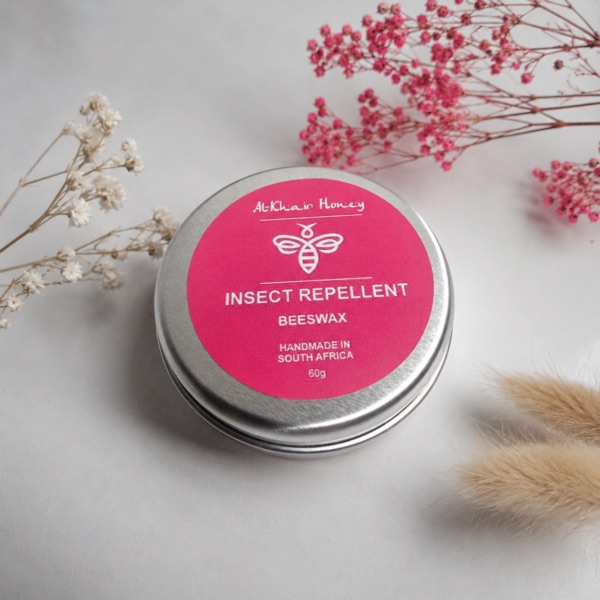 Al-Khair Honey
INSECT REPELLENT
BEESWAX
HANDMADE IN
SOUTH AFRICA
60g